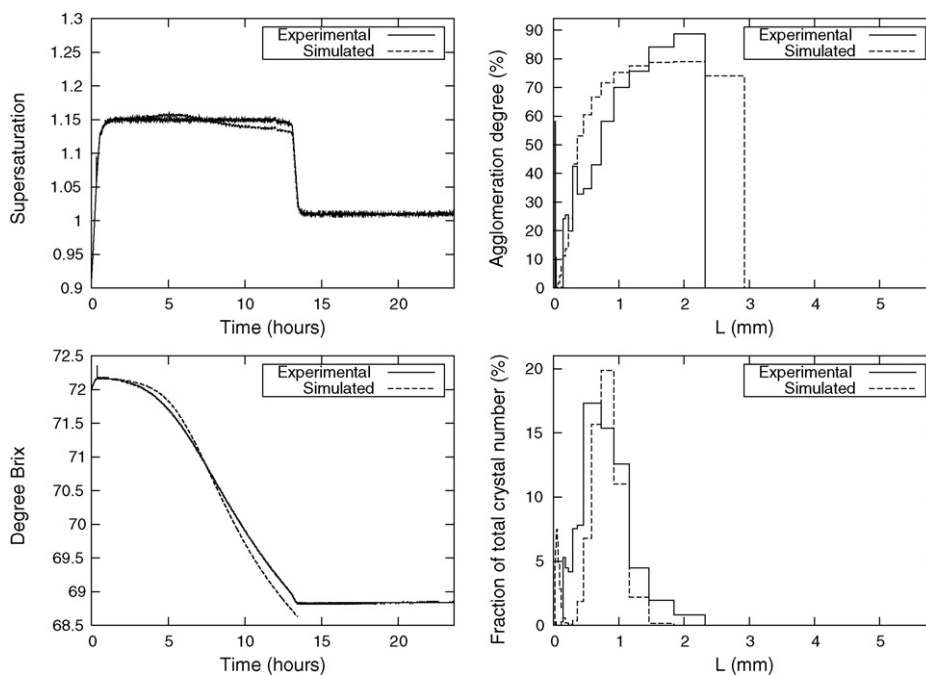 1.3
1.25
1.2
1.15
1.1
1.05
1
0.95
0.9
0 5 10 15 20
Supersaturation
Time (hours)
Experimental
Simulated
90
80
70
60
50
40
30
20
10
0
0 1 2 3 4 5
Agglomeration degree (%)
L (mm)
Experimental
Simulated
72.5
72
71.5
71
70.5
70
69.5
69
68.5
0 5 10 15 20
Degree Brix
Time (hours)
Experimental
Simulated
20
15
10
5
0
0 1 2 3 4 5
Fraction of total crystal number (%)
L (mm)
Experimental
Simulated